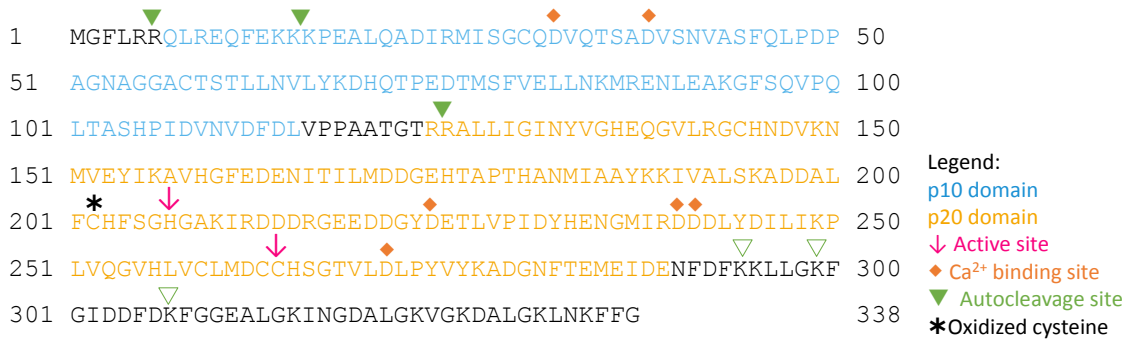 1 MGFLRRQLREQFEKKKPEALQADIRMISGCQDVQTSADVSNVASFQLPDP 50
51 AGNAGGACTSTLLNVLYKDHQTPEDTMSFVELLNKMRENLEAKGFSQVPQ 100
101 LTASHPIDVNVDFDLVPPAATGTRRALLIGINYVGHEQGVLRGCHNDVKN 150
151 MVEYIKAVHGFEDENITILMDDGEHTAPTHANMIAAYKKIVALSKADDAL 200
201 FCHFSGHGAKIRDDDRGEEDDGYDETLVPIDYHENGMIRDDDLYDILIKP 250
251 LVQGVHLVCLMDCCHSGTVLDLPYVYKADGNFTEMEIDENFDFKKLLGKF 300
301 GIDDFDKFGGEALGKINGDALGKVGKDALGKLNKFFG 338
Legend:
p10 domain
p20 domain
↓ Active site
◆ Ca²⁺ binding site
▼ Autocleavage site
*Oxidized cysteine